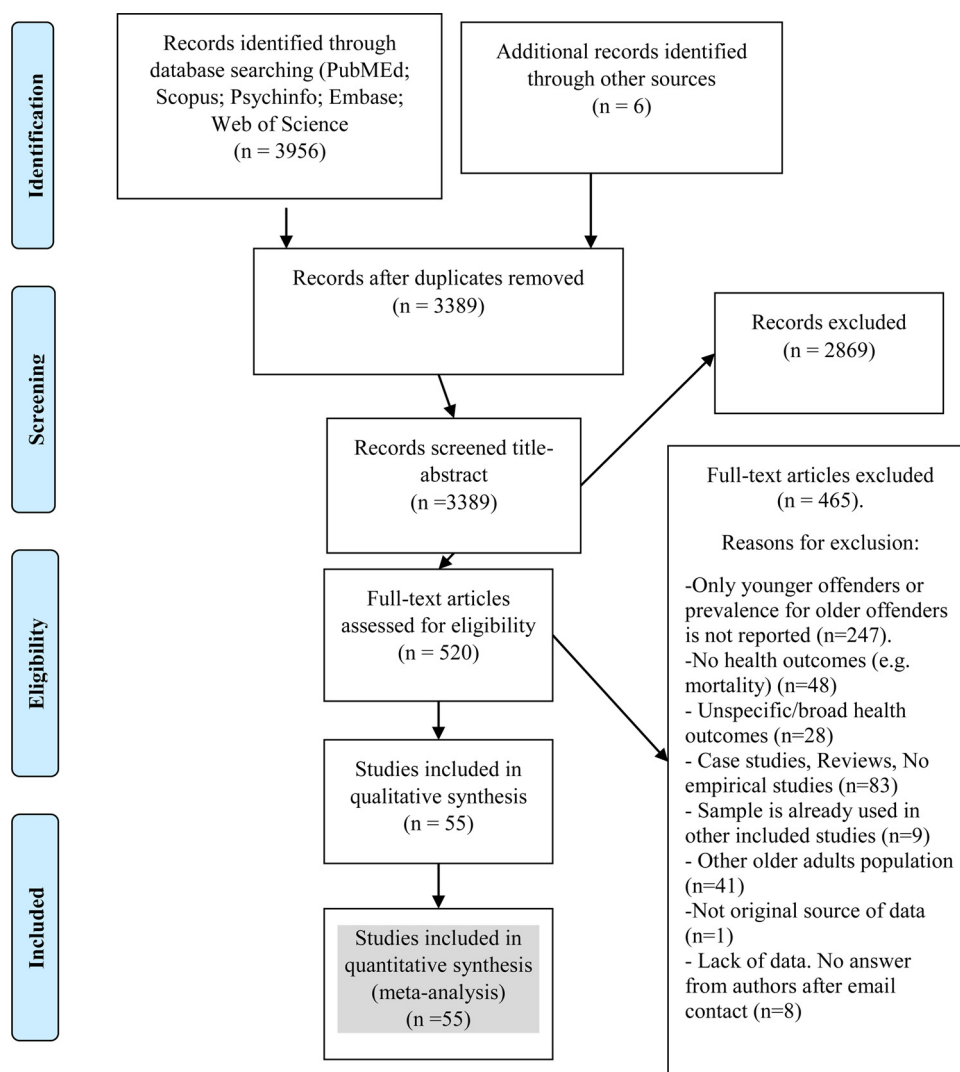 Identification
Records identified through
database searching (PubMEd;
Scopus; Psychinfo; Embase;
Web of Science
(n = 3956)
Additional records identified
through other sources
(n = 6)
Records after duplicates removed
(n = 3389)
Screening
Records excluded
(n = 2869)
Records screened title-
abstract
(n =3389)
Eligibility
Full-text articles
assessed for eligibility
(n = 520)
Full-text articles excluded
(n = 465).
Reasons for exclusion:
-Only younger offenders or
prevalence for older offenders
is not reported (n=247).
-No health outcomes (e.g.
mortality) (n=48)
- Unspecific/broad health
outcomes (n=28)
- Case studies, Reviews, No
empirical studies (n=83)
- Sample is already used in
other included studies (n=9)
- Other older adults population
(n=41)
-Not original source of data
(n=1)
- Lack of data. No answer
from authors after email
contact (n=8)
Studies included in
qualitative synthesis
(n = 55)
Included
Studies included in
quantitative synthesis
(meta-analysis)
(n =55)